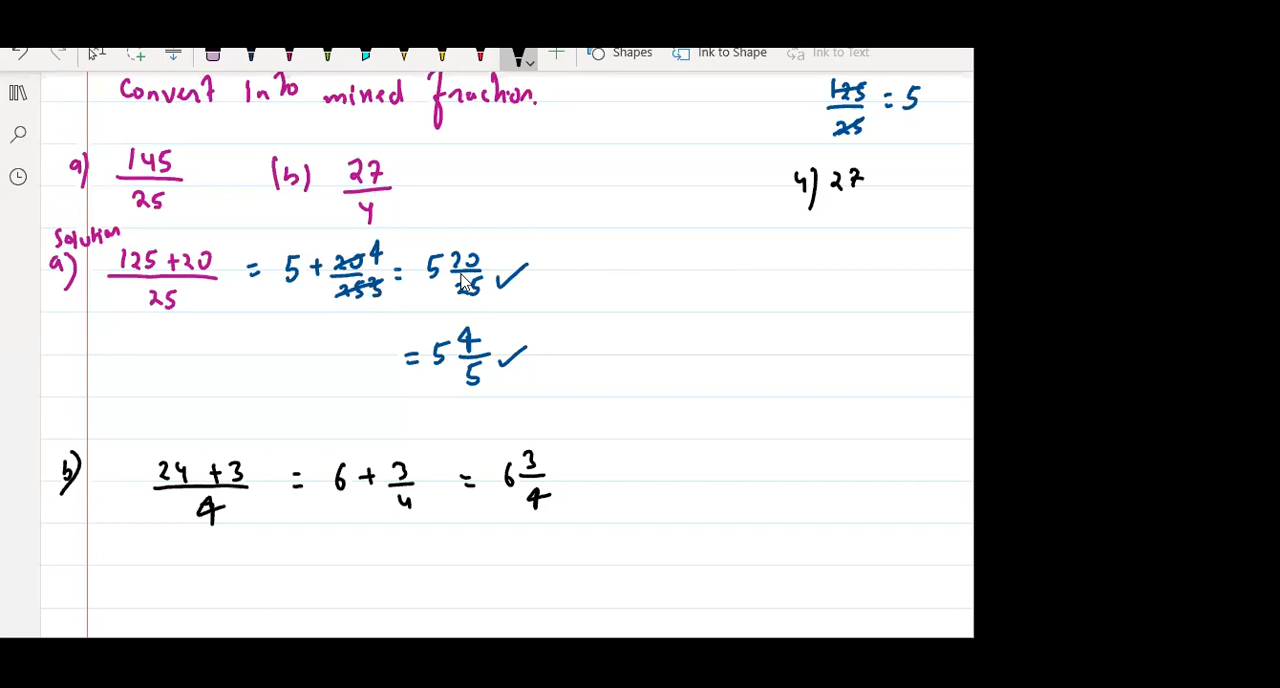 Shapes Ink to Shape Ink to Text
Convert Into mixed fraction.
125/25 = 5
a) 145/25 (b) 27/4
4) 27
Solution
a) 125 + 20/25 = 5 + 20 4/25 5 = 5 20/25 ✓
= 5 4/5 ✓
b) 24 + 3/4 = 6 + 3/4 = 6 3/4